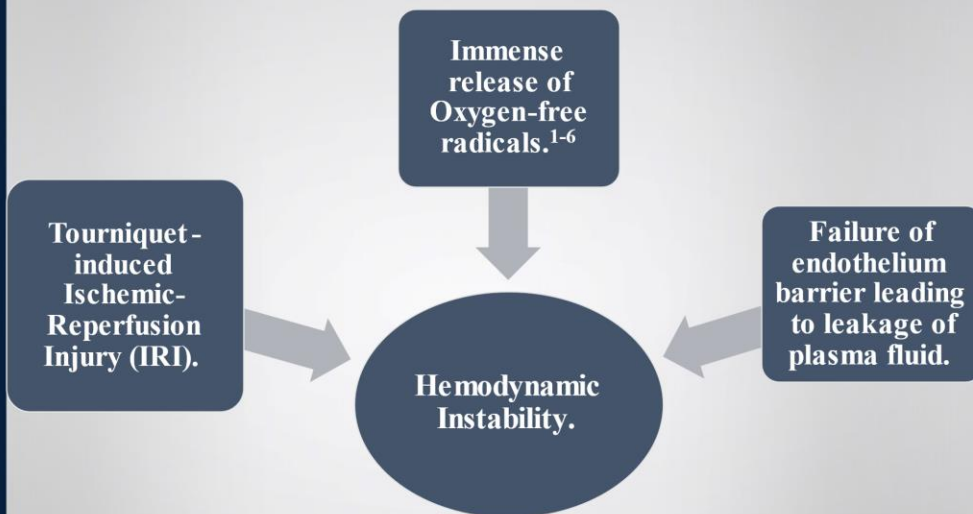 Immense
release of
Oxygen-free
radicals.1-6
Tourniquet-
induced
Ischemic-
Reperfusion
Injury (IRI).
Failure of
endothelium
barrier leading
to leakage of
plasma fluid.
Hemodynamic
Instability.